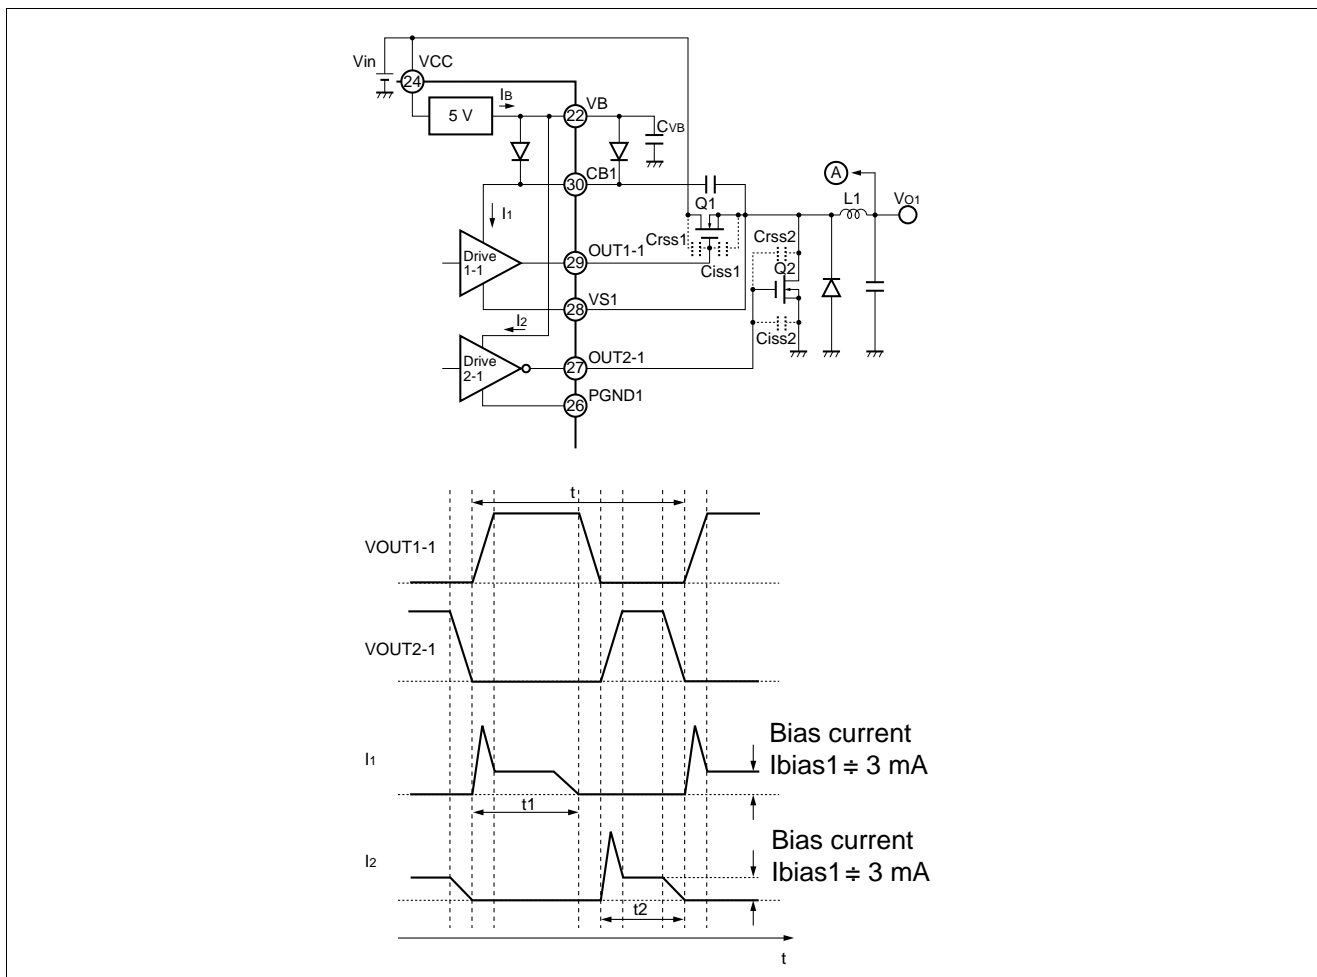 Vin
VCC
24
5 V
IB
VB
22
CVB
CB1
30
Q1
A
L1
VO1
I1
Crss1
Crss2
OUT1-1
Drive
1-1
29
Ciss1
Q2
VS1
28
I2
Ciss2
OUT2-1
Drive
2-1
27
PGND1
26
t
VOUT1-1
VOUT2-1
I1
Bias current
Ibias1 ≑ 3 mA
t1
I2
Bias current
Ibias1 ≑ 3 mA
t2
t